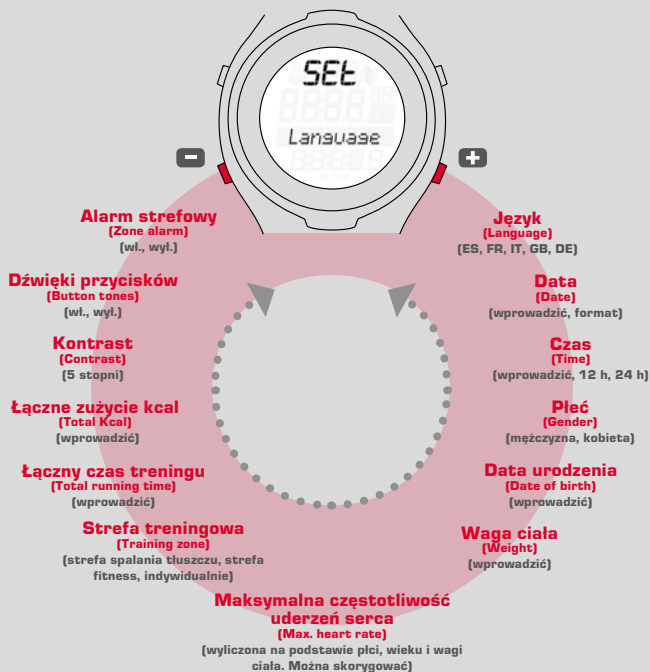 SEt
Language
−
+
Język
(Language)
(ES, FR, IT, GB, DE)
Data
(Date)
(wprowadzić, format)
Czas
(Time)
(wprowadzić, 12 h, 24 h)
Płeć
(Gender)
(mężczyzna, kobieta)
Data urodzenia
(Date of birth)
(wprowadzić)
Waga ciała
(Weight)
(wprowadzić)
Maksymalna częstotliwość
uderzeń serca
(Max. heart rate)
(wyliczona na podstawie płci, wieku i wagi
ciała. Można skorygować)
Strefa treningowa
(Training zone)
(strefa spalania tłuszczu, strefa
fitness, indywidualnie)
Łączny czas treningu
(Total running time)
(wprowadzić)
Łączne zużycie kcal
(Total Kcal)
(wprowadzić)
Kontrast
(Contrast)
(5 stopni)
Dźwięki przycisków
(Button tones)
(wł., wył.)
Alarm strefowy
(Zone alarm)
(wł., wył.)